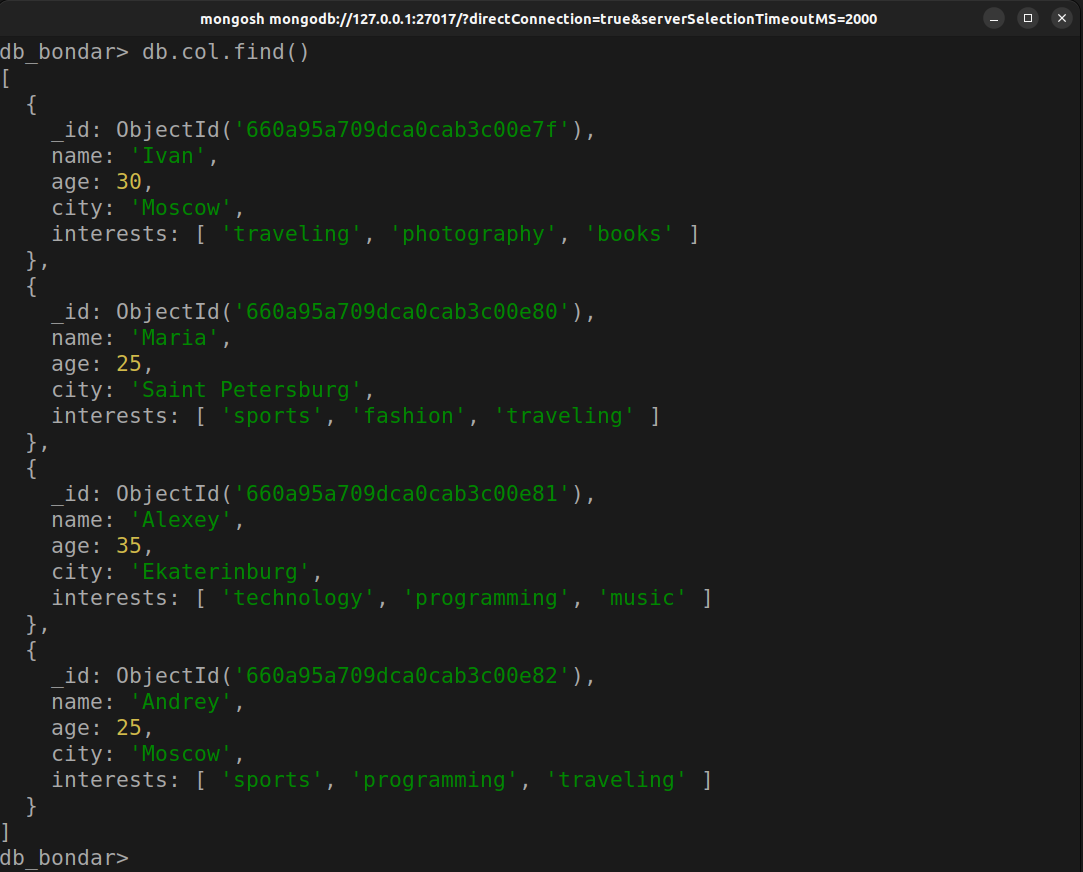 mongosh mongodb://127.0.0.1:27017/?directConnection=true&serverSelectionTimeoutMS=2000
db_bondar> db.col.find()
[
  {
    _id: ObjectId('660a95a709dca0cab3c00e7f'),
    name: 'Ivan',
    age: 30,
    city: 'Moscow',
    interests: [ 'traveling', 'photography', 'books' ]
  },
  {
    _id: ObjectId('660a95a709dca0cab3c00e80'),
    name: 'Maria',
    age: 25,
    city: 'Saint Petersburg',
    interests: [ 'sports', 'fashion', 'traveling' ]
  },
  {
    _id: ObjectId('660a95a709dca0cab3c00e81'),
    name: 'Alexey',
    age: 35,
    city: 'Ekaterinburg',
    interests: [ 'technology', 'programming', 'music' ]
  },
  {
    _id: ObjectId('660a95a709dca0cab3c00e82'),
    name: 'Andrey',
    age: 25,
    city: 'Moscow',
    interests: [ 'sports', 'programming', 'traveling' ]
  }
]
db_bondar>